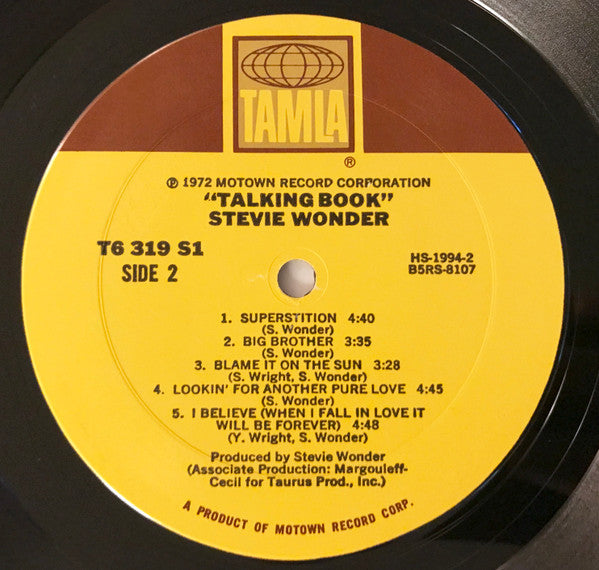 TAMLA
®
℗ 1972 MOTOWN RECORD CORPORATION
"TALKING BOOK"
STEVIE WONDER
T6 319 S1
SIDE 2
HS-1994-2
B5RS-8107
1. SUPERSTITION 4:40
(S. Wonder)
2. BIG BROTHER 3:35
(S. Wonder)
3. BLAME IT ON THE SUN 3:28
(S. Wright, S. Wonder)
4. LOOKIN' FOR ANOTHER PURE LOVE 4:45
(S. Wonder)
5. I BELIEVE (WHEN I FALL IN LOVE IT
WILL BE FOREVER) 4:48
(Y. Wright, S. Wonder)
Produced by Stevie Wonder
(Associate Production: Margouleff-
Cecil for Taurus Prod., Inc.)
A PRODUCT OF MOTOWN RECORD CORP.